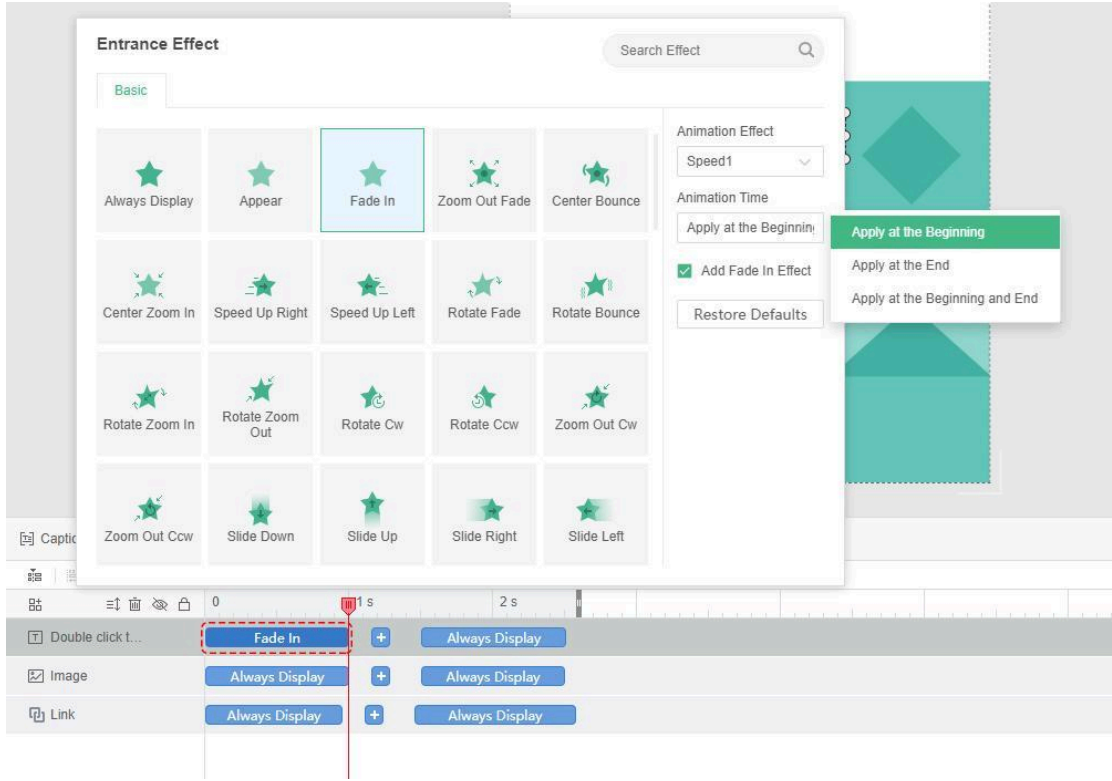 Entrance Effect
Search Effect
Basic
Always Display
Appear
Fade In
Zoom Out Fade
Center Bounce
Center Zoom In
Speed Up Right
Speed Up Left
Rotate Fade
Rotate Bounce
Rotate Zoom In
Rotate Zoom
Out
Rotate Cw
Rotate Ccw
Zoom Out Cw
Zoom Out Ccw
Slide Down
Slide Up
Slide Right
Slide Left
Animation Effect
Speed1
Animation Time
Apply at the Beginning
Add Fade In Effect
Restore Defaults
Apply at the Beginning
Apply at the End
Apply at the Beginning and End
Captio
0
1 s
2 s
Double click t...
Fade In
Always Display
Image
Always Display
Always Display
Link
Always Display
Always Display